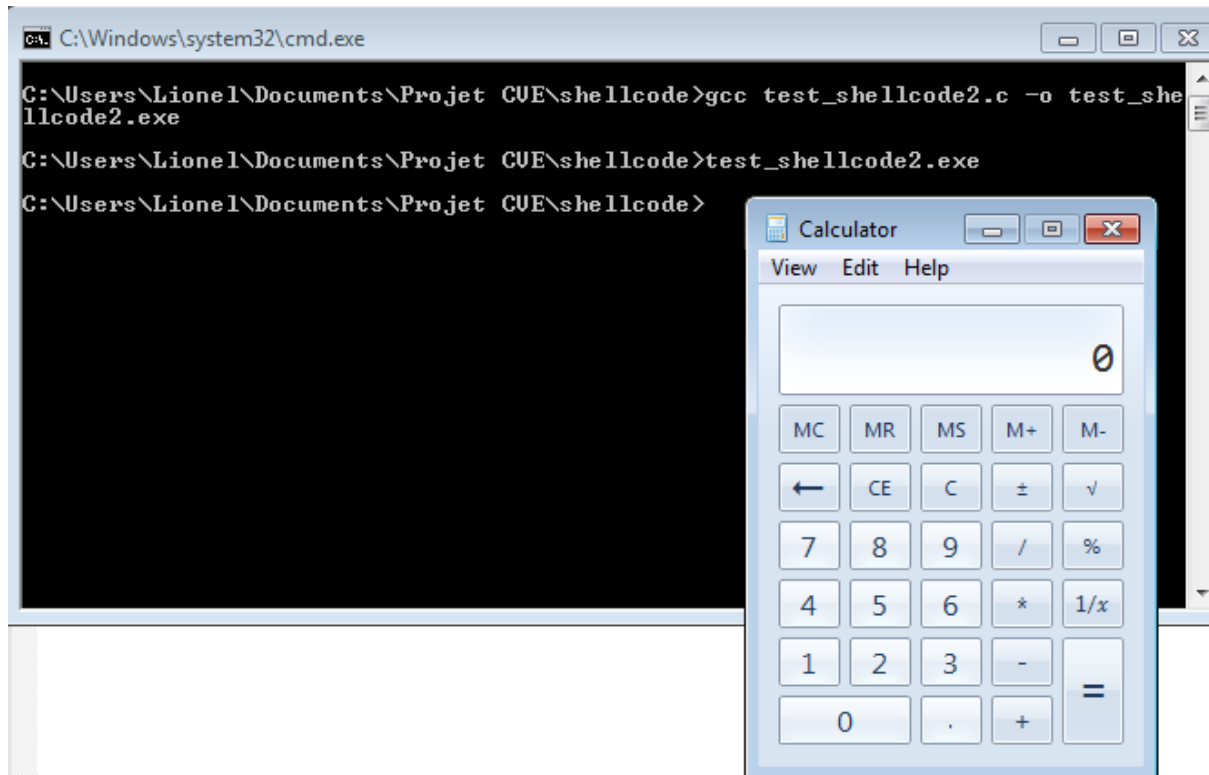 C:\Windows\system32\cmd.exe
C:\Users\Lionel\Documents\Projet CVE\shellcode>gcc test_shellcode2.c -o test_she
llcode2.exe
C:\Users\Lionel\Documents\Projet CVE\shellcode>test_shellcode2.exe
C:\Users\Lionel\Documents\Projet CVE\shellcode>
Calculator
View Edit Help
0
MC MR MS M+ M-
← CE C ± √
7 8 9 / %
4 5 6 * 1/x
1 2 3 - =
0 . +